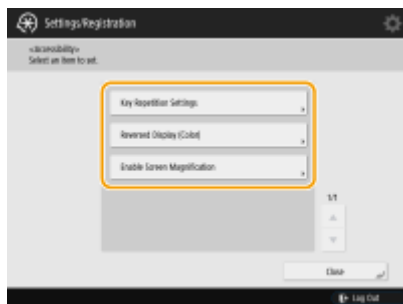 Settings/Registration
<Accessibility>
Select an item to set.
Key Repetition Settings
Reversed Display (Color)
Enable Screen Magnification
1/1
Close
Log Out